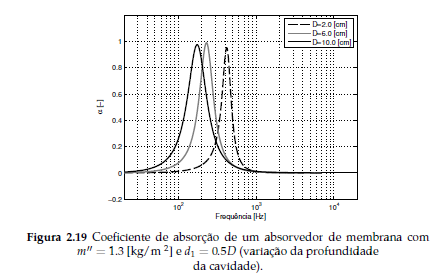 D=2.0 [cm]
D=6.0 [cm]
D=10.0 [cm]
1
0.8
0.6
0.4
0.2
0
−0.2
α [-]
10²
10³
10⁴
Frequência [Hz]
Figura 2.19 Coeficiente de absorção de um absorvedor de membrana com
m'' = 1.3 [kg/m ²] e d₁ = 0.5D (variação da profundidade
da cavidade).